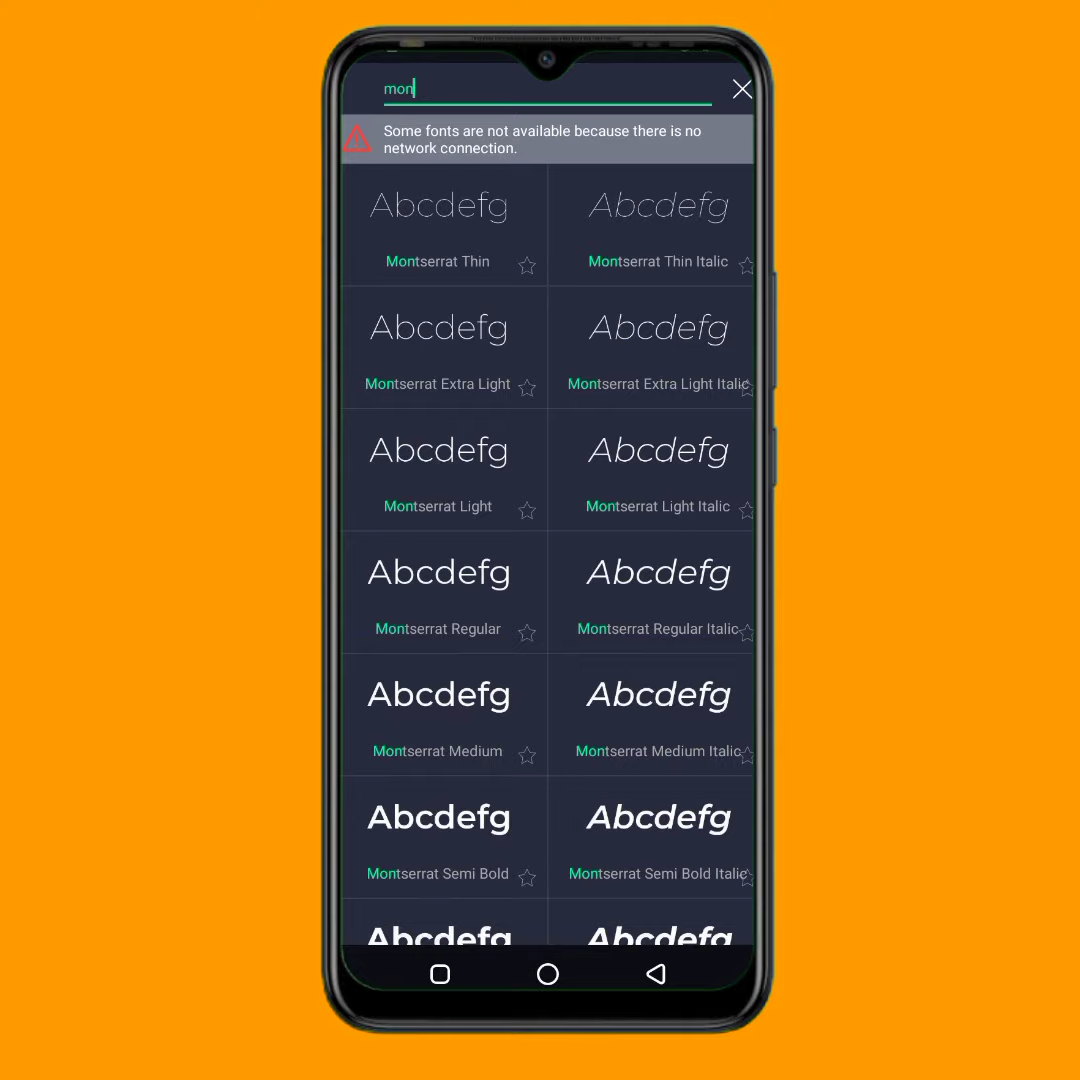 mon
Some fonts are not available because there is no
network connection.
Abcdefg
Abcdefg
Montserrat Thin
Montserrat Thin Italic
Abcdefg
Abcdefg
Montserrat Extra Light
Montserrat Extra Light Italic
Abcdefg
Abcdefg
Montserrat Light
Montserrat Light Italic
Abcdefg
Abcdefg
Montserrat Regular
Montserrat Regular Italic
Abcdefg
Abcdefg
Montserrat Medium
Montserrat Medium Italic
Abcdefg
Abcdefg
Montserrat Semi Bold
Montserrat Semi Bold Italic
Abcdefg
Abcdefg